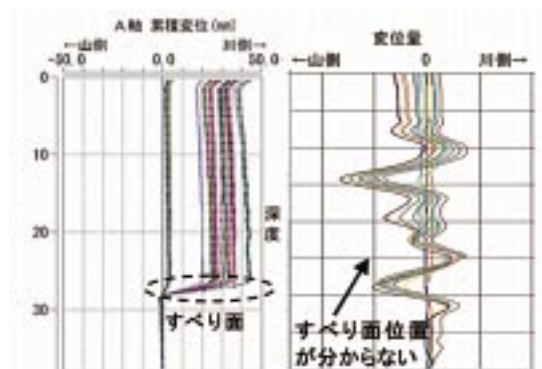 A軸 累積変位(mm)
←山側 川側→
-50.0 0.0 50.0
0
10
20
30
深度
すべり面
変位量
←山側 0 川側→
すべり面位置
が分からない